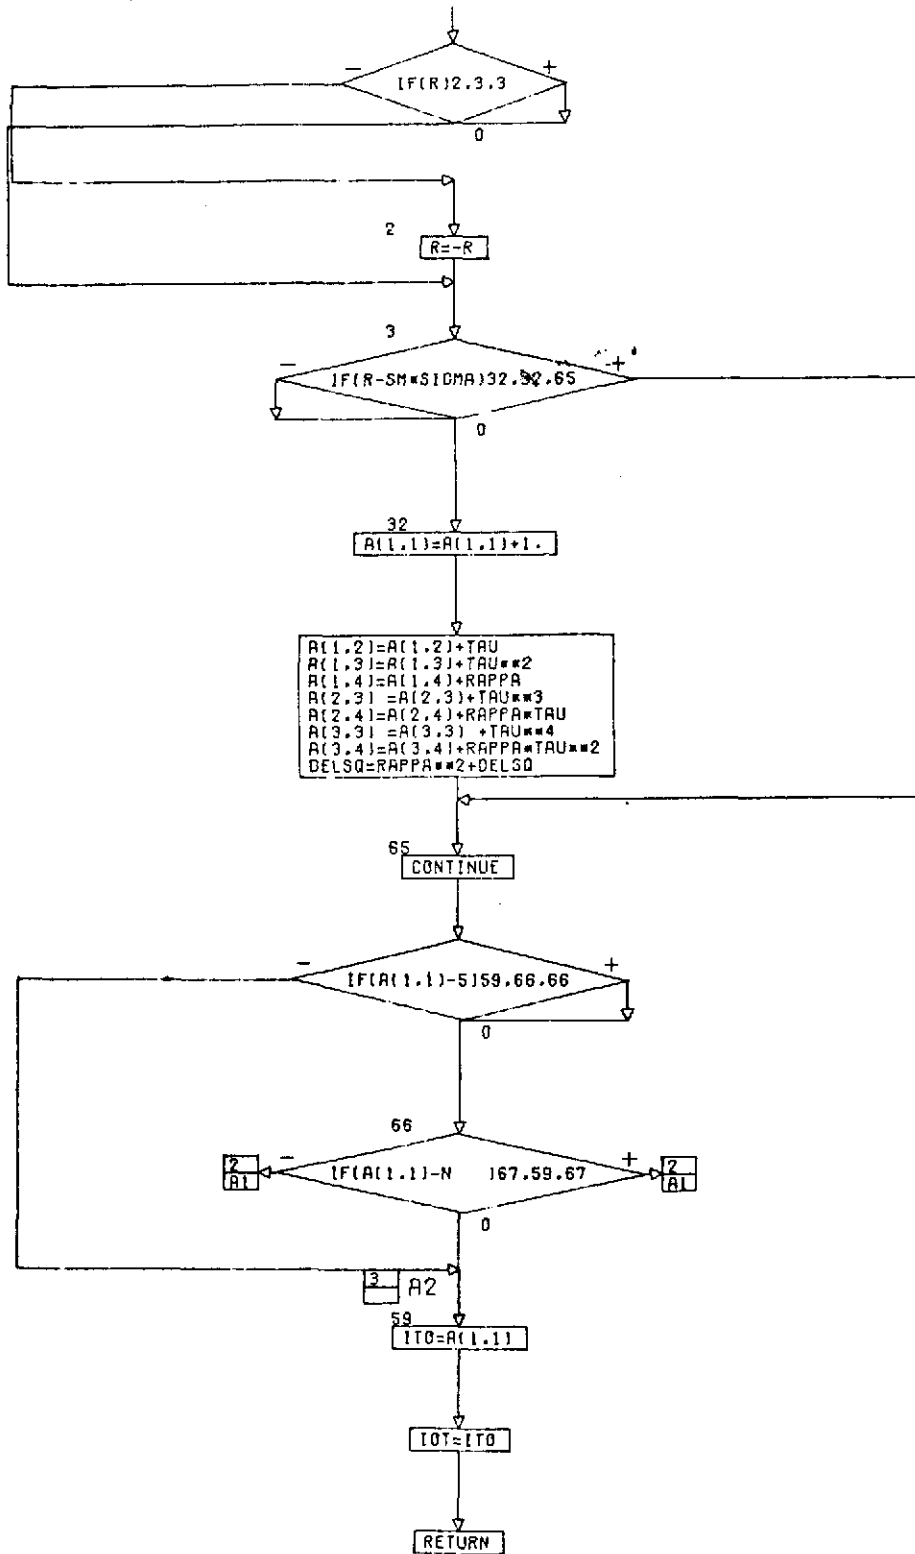 IF(R)2,3,3
-
+
0
2
R=-R
3
-
+
IF(R-SM*SIGMA)32,32,65
0
32
A(1,1)=A(1,1)+1.
A(1,2)=A(1,2)+TAU
A(1,3)=A(1,3)+TAU**2
A(1,4)=A(1,4)+RAPPA
A(2,3) =A(2,3)+TAU**3
A(2,4)=A(2,4)+RAPPA*TAU
A(3,3) =A(3,3) +TAU**4
A(3,4)=A(3,4)+RAPPA*TAU**2
DELSQ=RAPPA**2+DELSQ
65
CONTINUE
-
+
IF(A(1,1)-5)59,66,66
0
66
2
A1
-
IF(A(1,1)-N )67,59,67
+
2
A1
0
3
A2
59
ITO=A(1,1)
IOT=ITO
RETURN